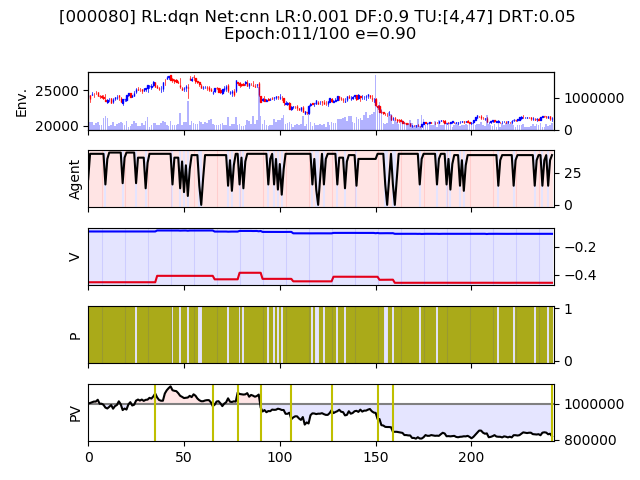 [000080] RL:dqn Net:cnn LR:0.001 DF:0.9 TU:[4,47] DRT:0.05
Epoch:011/100 e=0.90
Env.
25000
20000
1000000
0
Agent
25
0
V
−0.2
−0.4
P
1
0
PV
1000000
800000
0
50
100
150
200